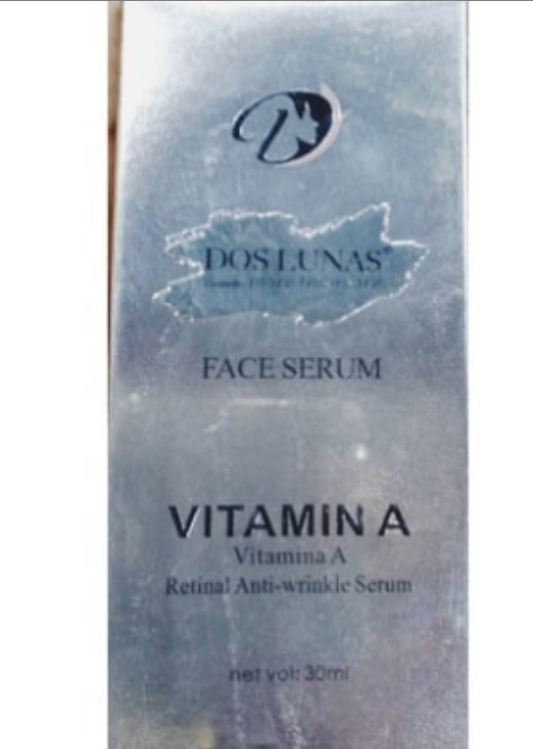 DOS LUNAS®
FACE SERUM
VITAMIN A
Vitamina A
Retinal Anti-wrinkle Serum
net vol: 30ml